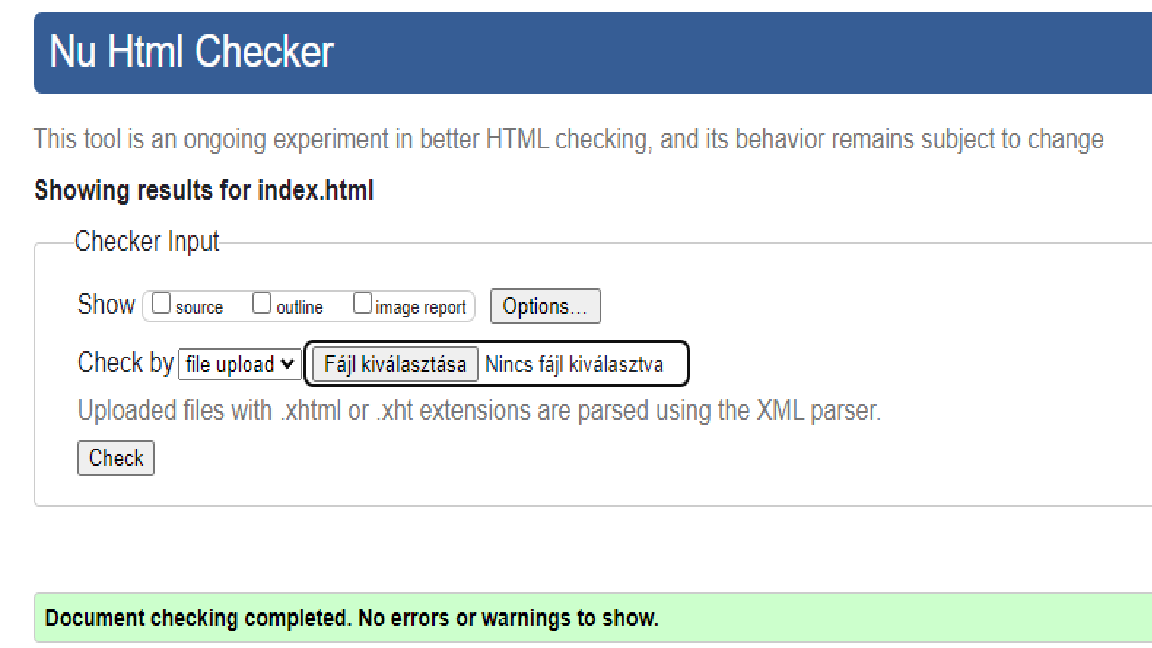 Nu Html Checker
This tool is an ongoing experiment in better HTML checking, and its behavior remains subject to change
Showing results for index.html
Checker Input
Show source outline image report Options...
Check by file upload Fájl kiválasztása Nincs fájl kiválasztva
Uploaded files with .xhtml or .xht extensions are parsed using the XML parser.
Check
Document checking completed. No errors or warnings to show.